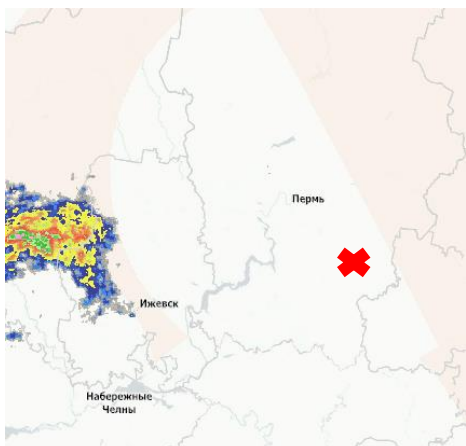 Пермь
Ижевск
Набережные
Челны